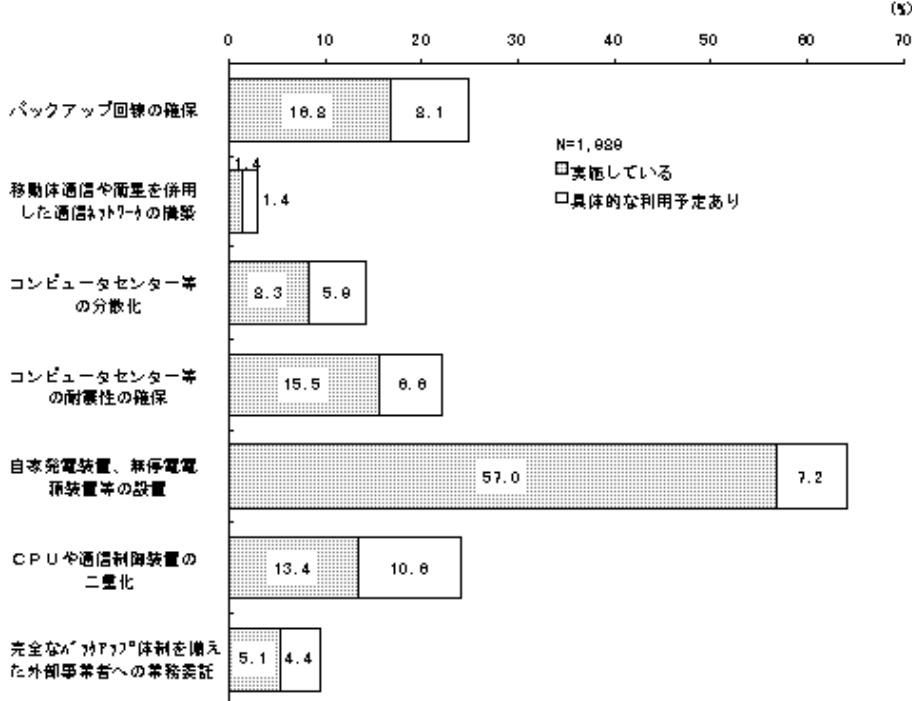 (%)
0 10 20 30 40 50 60 70
バックアップ回線の確保
16.8 8.1
N=
実施している
具体的な利用予定あり
移動体通信や衛星を併用
した通信ﾈｯﾄﾜｰｸの構築
1.4
1.4
コンピュータセンター等
の分散化
8.3 5.9
コンピュータセンター等
の耐震性の確保
15.5 6.6
自家発電装置、無停電電
源装置等の設置
57.0 7.2
ＣＰＵや通信制御装置の
二重化
13.4 10.6
完全なﾊﾞｯｸｱｯﾌﾟ体制を備え
た外部事業者への業務委託
5.1 4.4